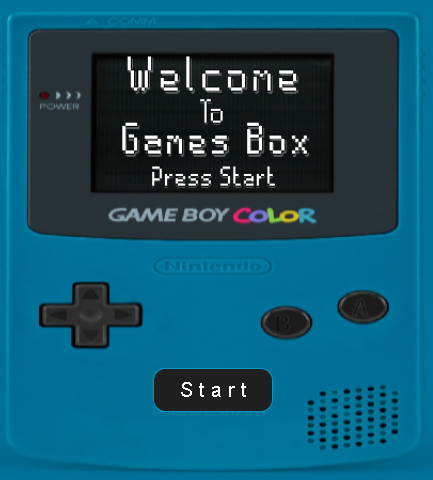 COMM.
POWER
Welcome
To
Games Box
Press Start
GAME BOY COLOR
Nintendo
B
A
Start